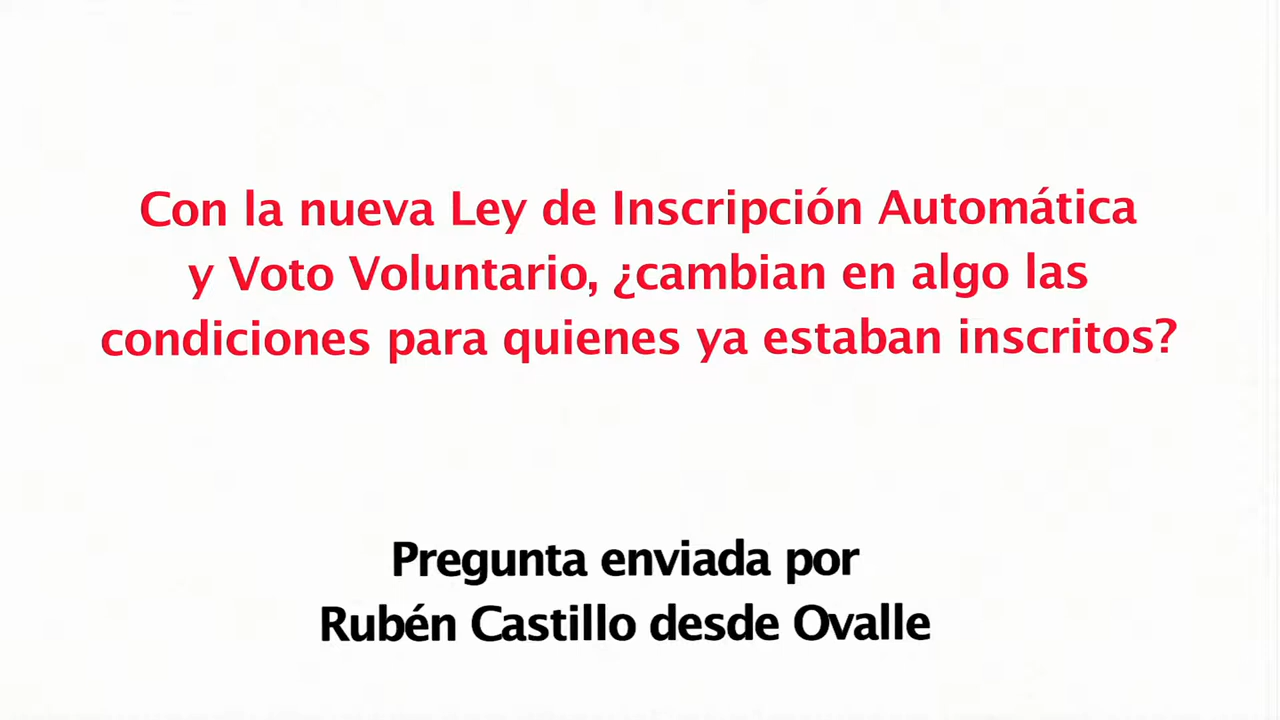 Con la nueva Ley de Inscripción Automática
y Voto Voluntario, ¿cambian en algo las
condiciones para quienes ya estaban inscritos?
Pregunta enviada por
Rubén Castillo desde Ovalle